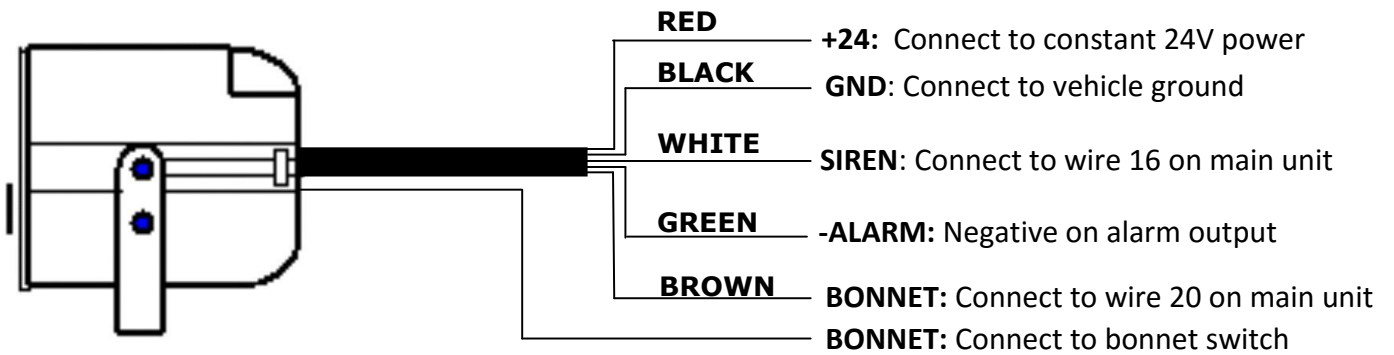 RED
+24: Connect to constant 24V power
BLACK
GND: Connect to vehicle ground
WHITE
SIREN: Connect to wire 16 on main unit
GREEN
-ALARM: Negative on alarm output
BROWN
BONNET: Connect to wire 20 on main unit
BONNET: Connect to bonnet switch